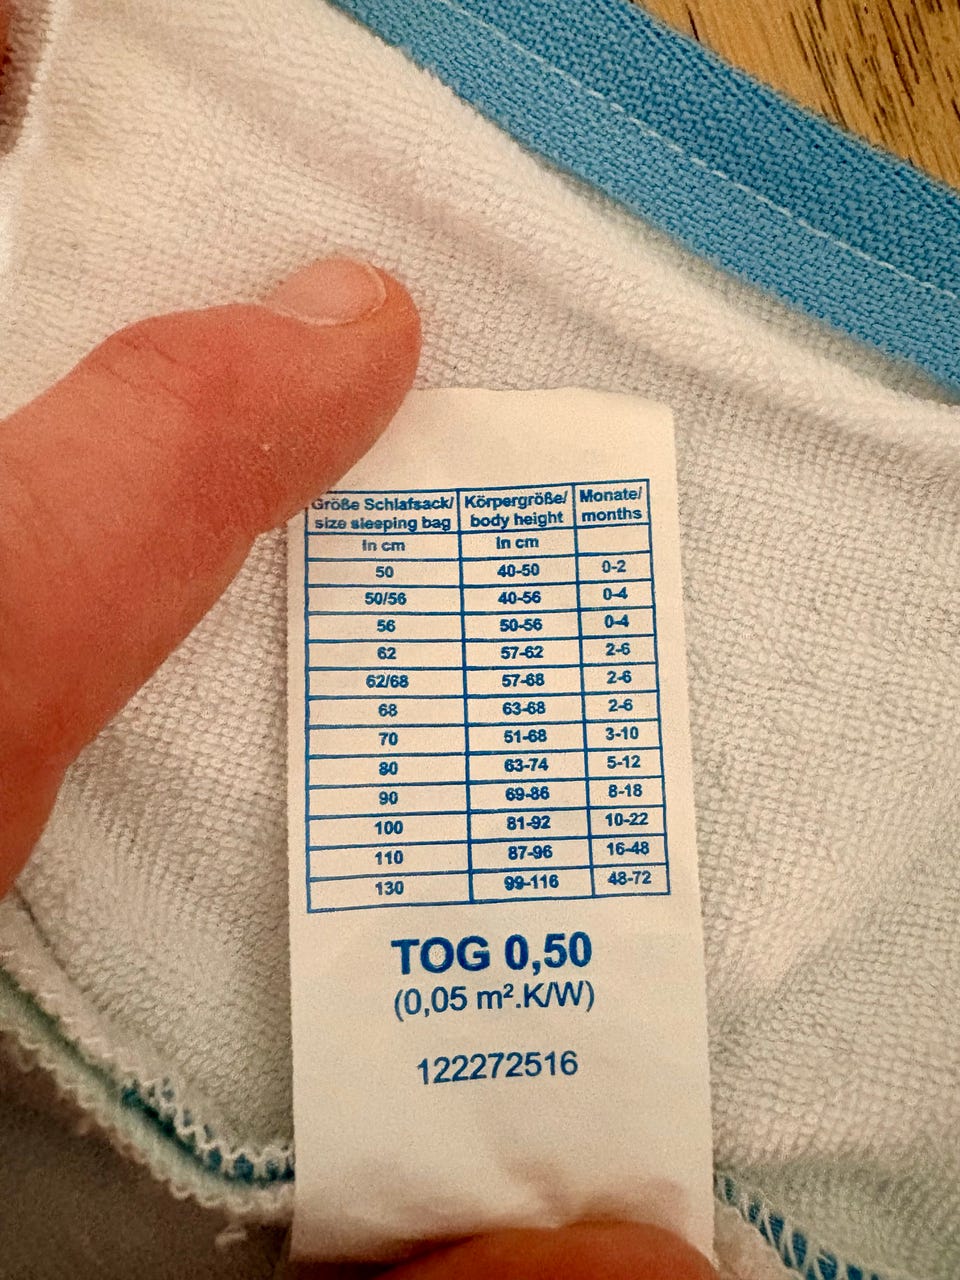 Größe Schlafsack/ Körpergröße/ Monate/
size sleeping bag body height months
In cm In cm
50 40-50 0-2
50/56 40-56 0-4
56 50-56 0-4
62 57-62 2-6
62/68 57-68 2-6
68 63-68 2-6
70 51-68 3-10
80 63-74 5-12
90 69-86 8-18
100 81-92 10-22
110 87-96 16-48
130 99-116 48-72
TOG 0,50
(0,05 m².K/W)
122272516